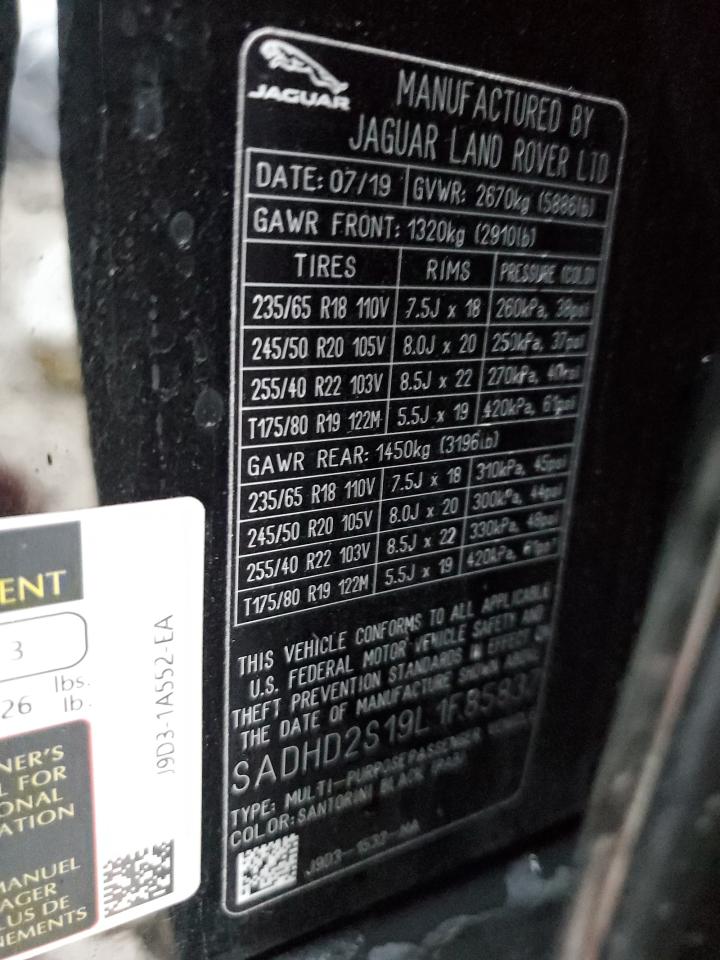 JAGUAR
MANUFACTURED BY
JAGUAR LAND ROVER LTD
DATE: 07/19 GVWR: 2670kg (5886lb)
GAWR FRONT: 1320kg (2910lb)
TIRES RIMS PRESSURE (COLD)
235/65 R18 110V 7.5J x 18 260kPa, 38psi
245/50 R20 105V 8.0J x 20 250kPa, 37psi
255/40 R22 103V 8.5J x 22 270kPa, 40psi
T175/80 R19 122M 5.5J x 19 420kPa, 61psi
GAWR REAR: 1450kg (3196lb)
235/65 R18 110V 7.5J x 18 310kPa, 45psi
245/50 R20 105V 8.0J x 20 300kPa, 44psi
255/40 R22 103V 8.5J x 22 330kPa, 48psi
T175/80 R19 122M 5.5J x 19 420kPa, 61psi
THIS VEHICLE CONFORMS TO ALL APPLICABLE
U.S. FEDERAL MOTOR VEHICLE SAFETY AND
THEFT PREVENTION STANDARDS IN EFFECT ON
THE DATE OF MANUFACTURE SHOWN ABOVE.
TYPE: MULTI-PURPOSE PASSENGER VEHICLE
COLOR: SANTORINI BLACK (PAB)
J9D3-1532-AA
ENT
3
26 lbs.
lb.
NER'S
L FOR
ONAL
ATION
MANUEL
AGER
LUS DE
NEMENTS
J9D3-1A552-EA